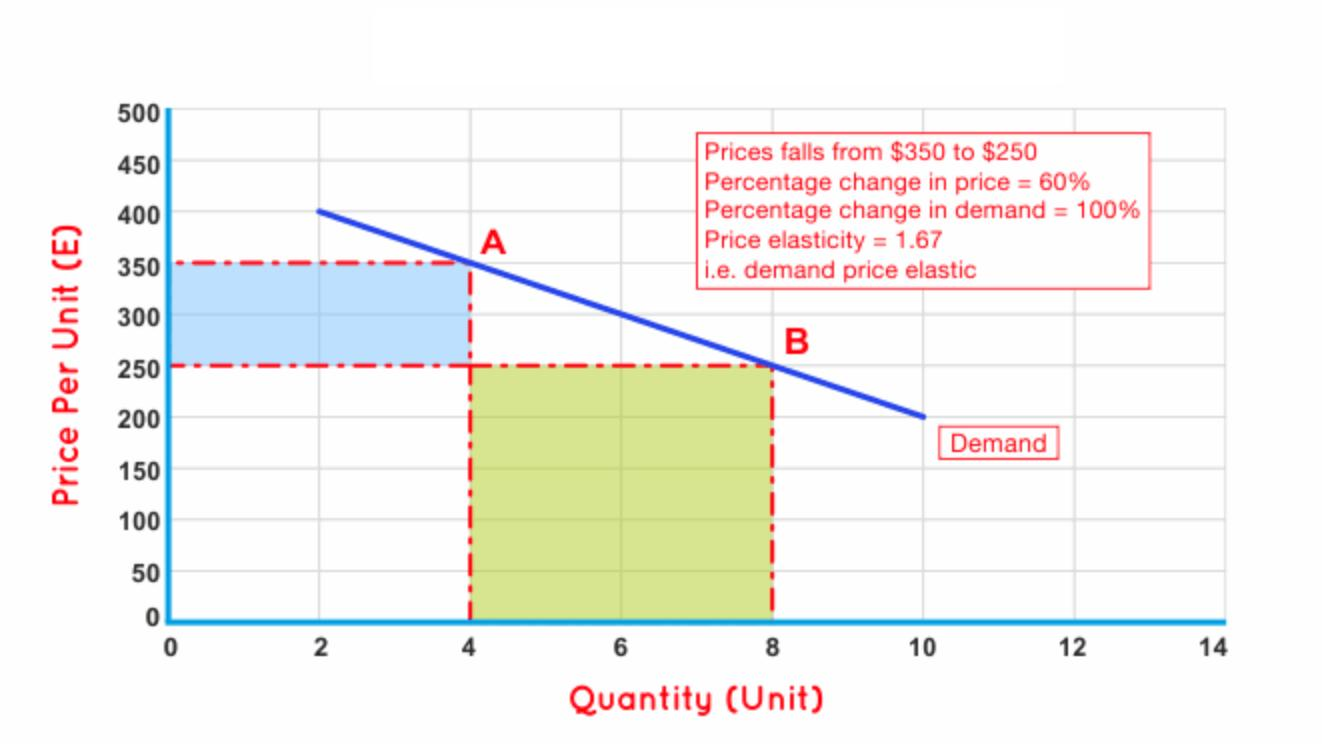 500
450
400
350
300
250
200
150
100
50
0
0 2 4 6 8 10 12 14
Price Per Unit (E)
Quantity (Unit)
A
B
Prices falls from $350 to $250
Percentage change in price = 60%
Percentage change in demand = 100%
Price elasticity = 1.67
i.e. demand price elastic
Demand